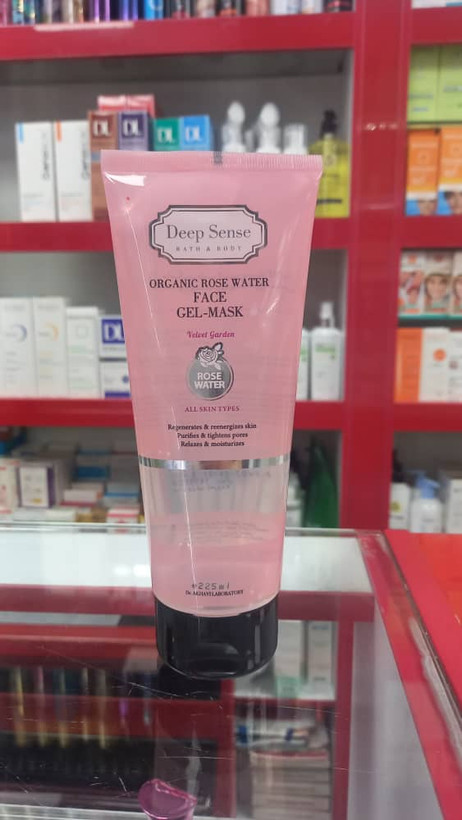 Deep Sense
BATH & BODY
ORGANIC ROSE WATER
FACE
GEL-MASK
Velvet Garden
ROSE
WATER
ALL SKIN TYPES
Regenerates & reenergizes skin
Purifies & tightens pores
Relaxes & moisturizes
℮225ml
Dr. AGHAYI LABORATORY